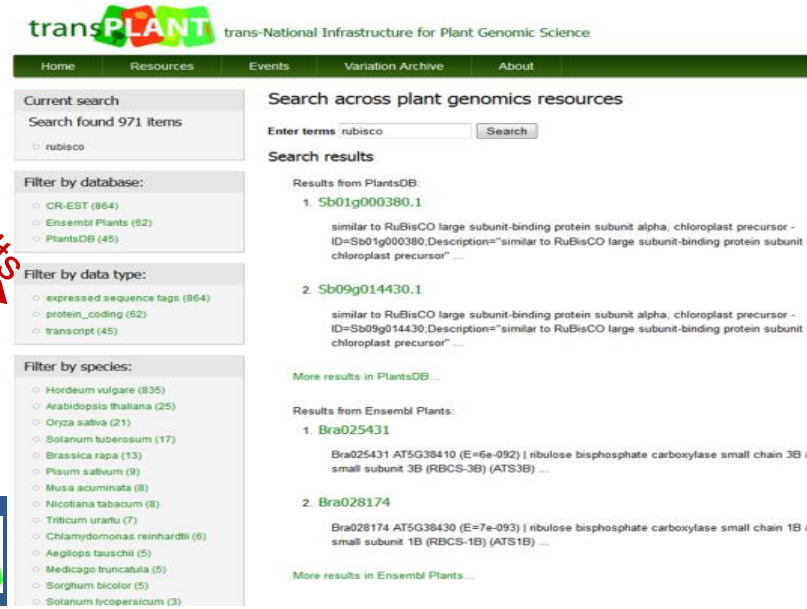 transPLANT trans-National Infrastructure for Plant Genomic Science
Home Resources Events Variation Archive About
Current search
Search found 971 items
rubisco
Filter by database:
CR-EST (864)
Ensembl Plants (62)
PlantsDB (45)
Filter by data type:
expressed sequence tags (864)
protein_coding (62)
transcript (45)
Filter by species:
Hordeum vulgare (835)
Arabidopsis thaliana (25)
Oryza sativa (21)
Solanum tuberosum (17)
Brassica rapa (13)
Pisum sativum (9)
Musa acuminata (8)
Nicotiana tabacum (8)
Triticum urartu (7)
Chlamydomonas reinhardtii (6)
Aegilops tauschii (5)
Medicago truncatula (5)
Sorghum bicolor (5)
Solanum lycopersicum (3)
Search across plant genomics resources
Enter terms rubisco Search
Search results
Results from PlantsDB:
1. Sb01g000380.1
similar to RuBisCO large subunit-binding protein subunit alpha, chloroplast precursor -
ID=Sb01g000380;Description="similar to RuBisCO large subunit-binding protein subunit
chloroplast precursor" ...
2. Sb09g014430.1
similar to RuBisCO large subunit-binding protein subunit alpha, chloroplast precursor -
ID=Sb09g014430;Description="similar to RuBisCO large subunit-binding protein subunit
chloroplast precursor" ...
More results in PlantsDB...
Results from Ensembl Plants:
1. Bra025431
Bra025431 AT5G38410 (E=6e-092) | ribulose bisphosphate carboxylase small chain 3B /
small subunit 3B (RBCS-3B) (ATS3B) ...
2. Bra028174
Bra028174 AT5G38430 (E=7e-093) | ribulose bisphosphate carboxylase small chain 1B /
small subunit 1B (RBCS-1B) (ATS1B) ...
More results in Ensembl Plants...